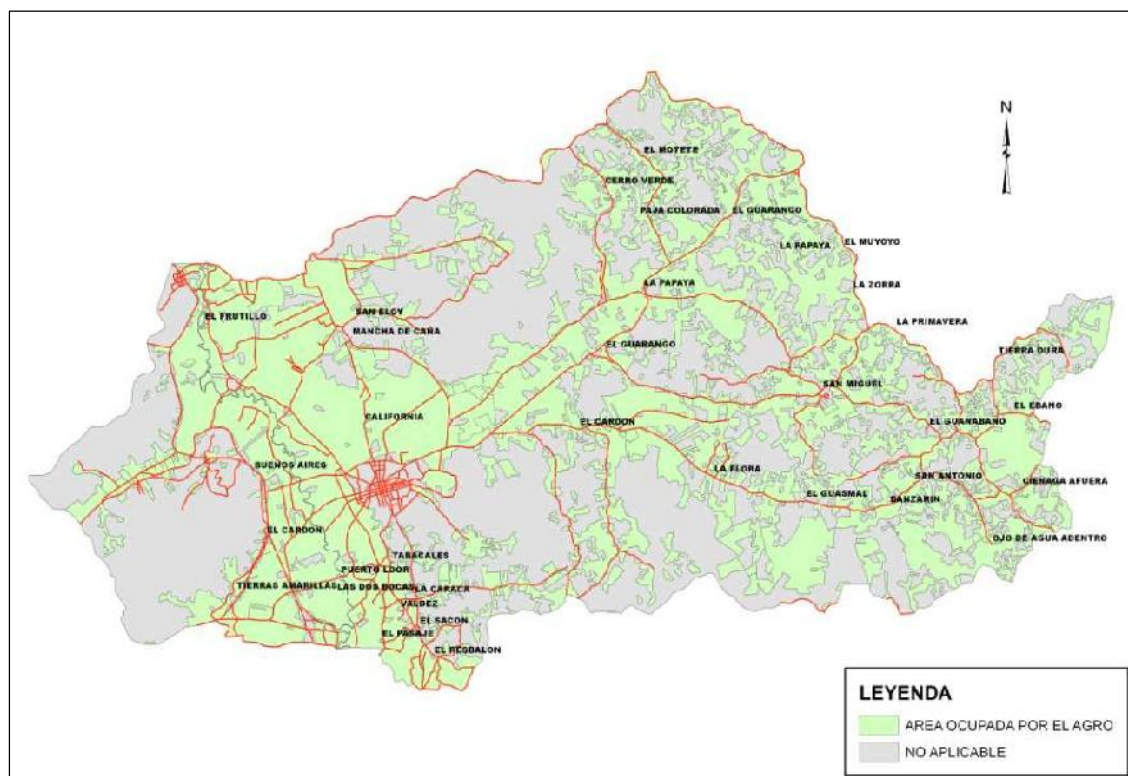 N
EL MOTETE
CERRO VERDE
PAJA COLORADA
EL GUARANGO
LA PAPAYA
EL MUYOYO
LA PAPAYA
LA ZORRA
EL FRUTILLO
SAN ELOY
MANCHA DE CARA
LA PRIMAVERA
EL GUARANGO
TIERRA DURA
SAN MIGUEL
CALIFORNIA
EL CARDON
EL EBANO
EL GUANABANO
BUENOS AIRES
LA FLORA
SAN ANTONIO
CIENAGA AFUERA
EL GUASMAL
DANZARIN
EL CARDON
OJO DE AGUA ADENTRO
TABACALES
PUERTO LOOR
TIERRAS AMARILLAS
LAS DOS BOCAS
LA CARACA
VALDEZ
EL SACON
EL PASAJE
EL RESBALON
LEYENDA
AREA OCUPADA POR EL AGRO
NO APLICABLE